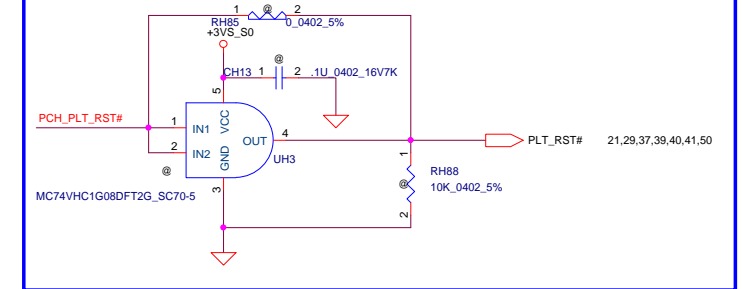 1 @ 2
RH85 0_0402_5%
+3VS_S0
@
CH13 1 2 .1U_0402_16V7K
5
PCH_PLT_RST# 1 IN1 VCC
OUT 4 PLT_RST# 21,29,37,39,40,41,50
2 IN2 GND UH3
@
1
RH88
@ 10K_0402_5%
3
MC74VHC1G08DFT2G_SC70-5
2